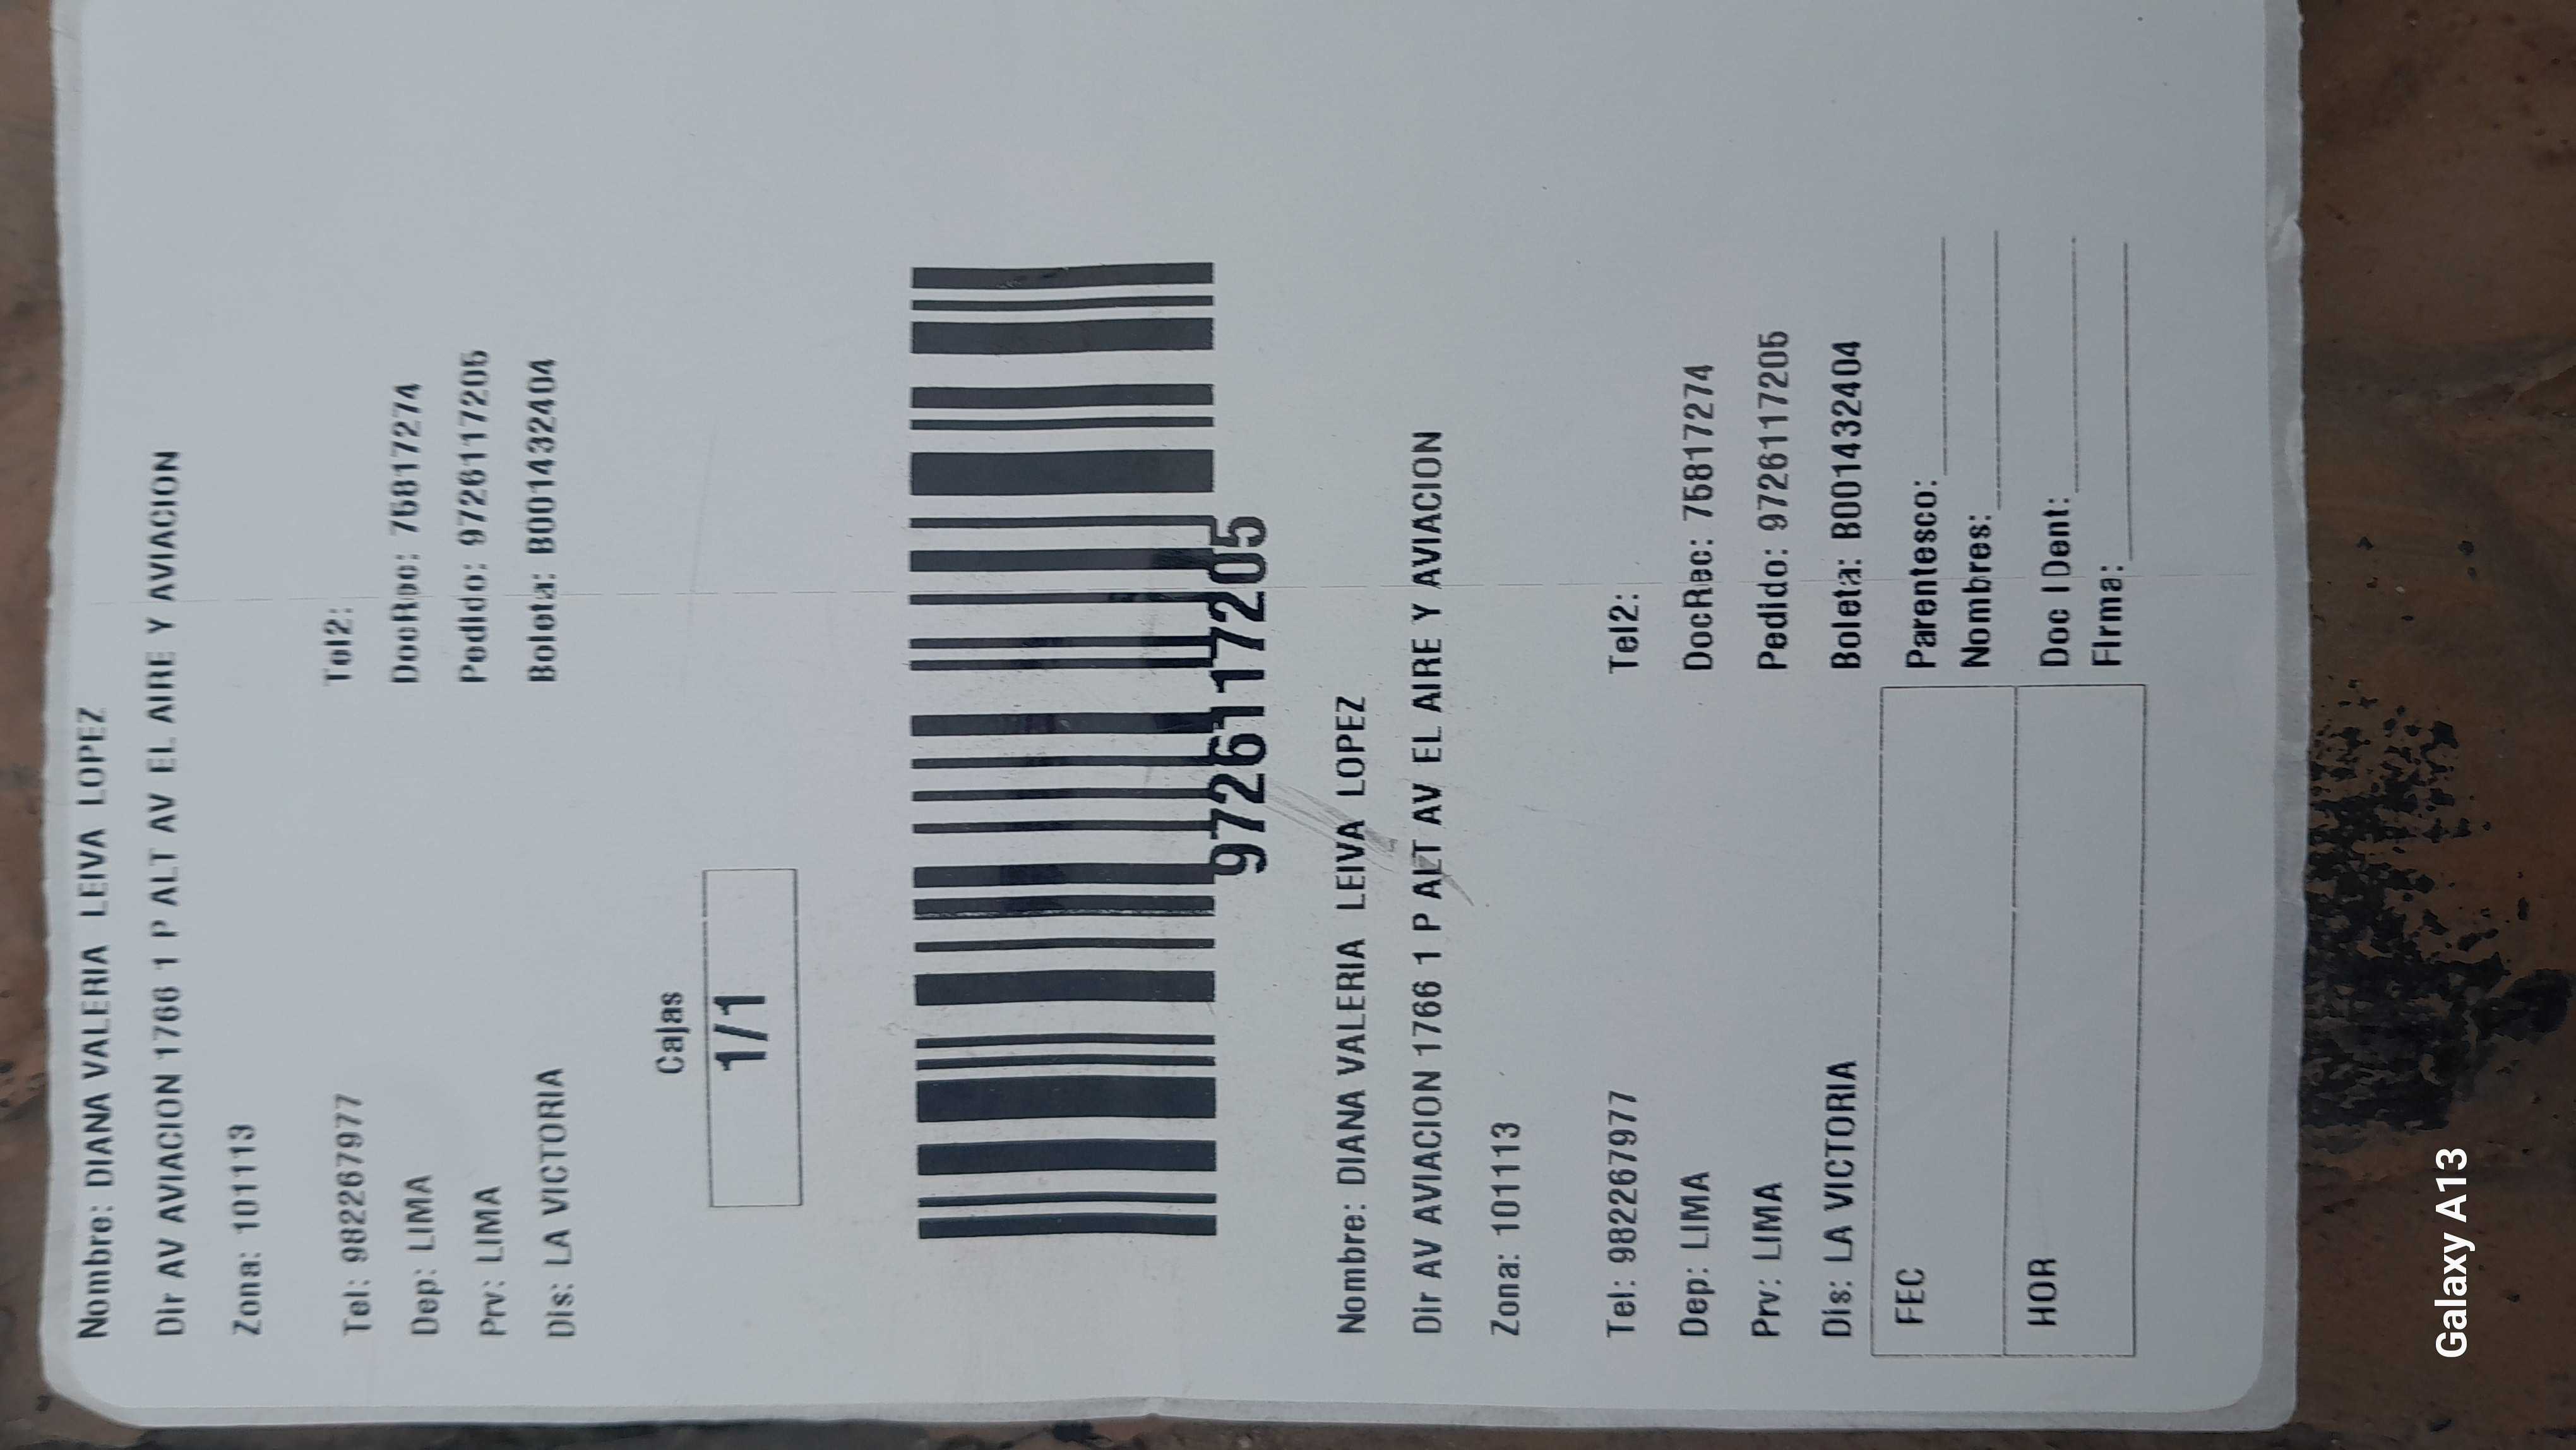 Nombre: DIANA VALERIA LEIVA LOPEZ
Dir AV AVIACION 1766 1 P ALT AV EL AIRE Y AVIACION
Zona: 101113
Tel: 982267977 Tel2:
Dep: LIMA DocRec: 75817274
Prv: LIMA Pedido: 9726117205
Dis: LA VICTORIA Boleta: B001432404
Cajas
1/1
9726117205
Nombre: DIANA VALERIA LEIVA LOPEZ
Dir AV AVIACION 1766 1 P ALT AV EL AIRE Y AVIACION
Zona: 101113
Tel: 982267977 Tel2:
Dep: LIMA DocRec: 75817274
Prv: LIMA Pedido: 9726117205
Dis: LA VICTORIA Boleta: B001432404
FEC Parentesco:
Nombres:
HOR Doc IDent:
Firma:
Galaxy A13